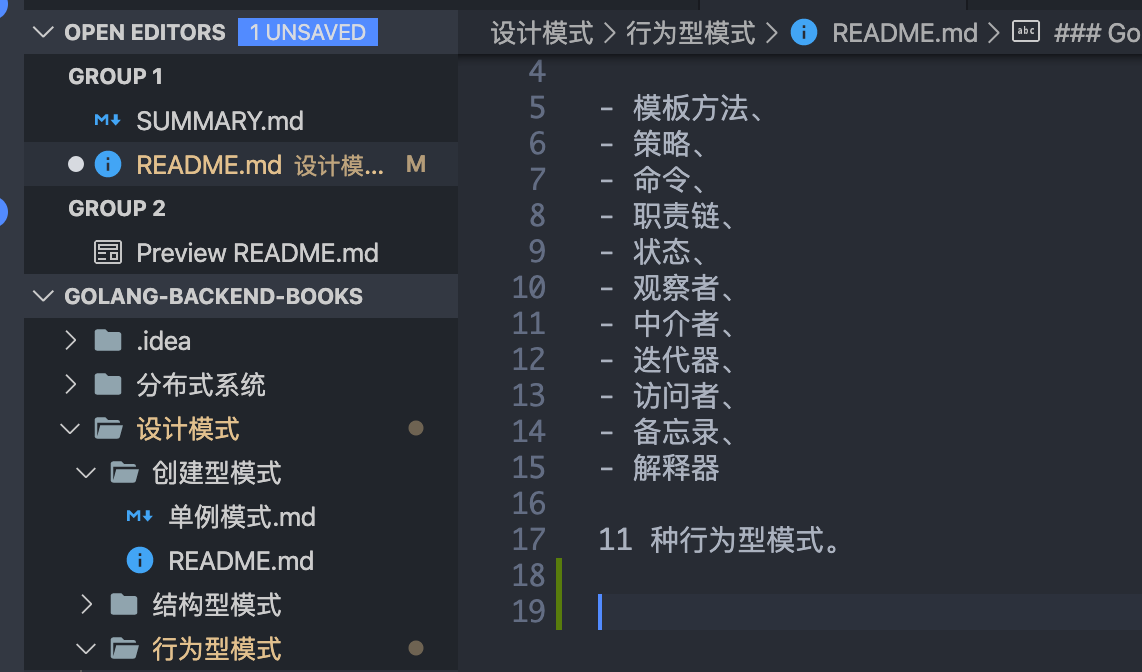 OPEN EDITORS 1 UNSAVED
GROUP 1
SUMMARY.md
README.md 设计模... M
GROUP 2
Preview README.md
GOLANG-BACKEND-BOOKS
.idea
分布式系统
设计模式
创建型模式
单例模式.md
README.md
结构型模式
行为型模式
设计模式 > 行为型模式 > README.md > ### Go
4
5 - 模板方法、
6 - 策略、
7 - 命令、
8 - 职责链、
9 - 状态、
10 - 观察者、
11 - 中介者、
12 - 迭代器、
13 - 访问者、
14 - 备忘录、
15 - 解释器
16
17 11 种行为型模式。
18
19